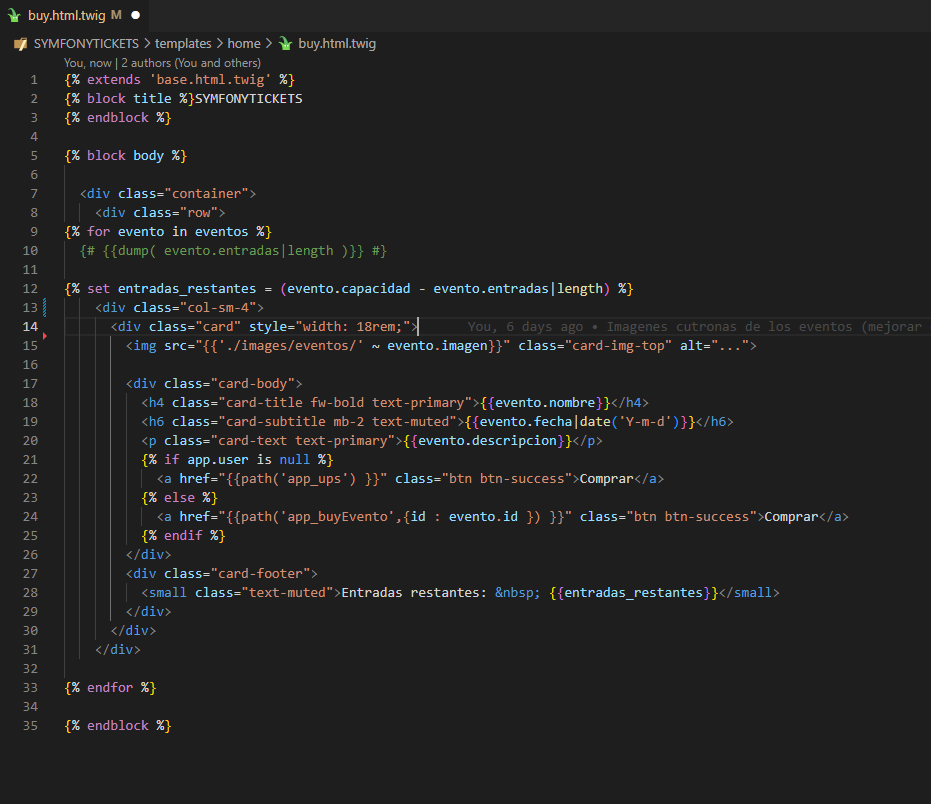 buy.html.twig M
SYMFONYTICKETS > templates > home > buy.html.twig
You, now | 2 authors (You and others)
1 {% extends 'base.html.twig' %}
2 {% block title %}SYMFONYTICKETS
3 {% endblock %}
4
5 {% block body %}
6
7 <div class="container">
8 <div class="row">
9 {% for evento in eventos %}
10 {# {{dump( evento.entradas|length )}} #}
11
12 {% set entradas_restantes = (evento.capacidad - evento.entradas|length) %}
13 <div class="col-sm-4">
14 <div class="card" style="width: 18rem;"> You, 6 days ago • Imagenes cutronas de los eventos (mejorar
15 <img src="{{'./images/eventos/' ~ evento.imagen}}" class="card-img-top" alt="...">
16
17 <div class="card-body">
18 <h4 class="card-title fw-bold text-primary">{{evento.nombre}}</h4>
19 <h6 class="card-subtitle mb-2 text-muted">{{evento.fecha|date('Y-m-d')}}</h6>
20 <p class="card-text text-primary">{{evento.descripcion}}</p>
21 {% if app.user is null %}
22 <a href="{{path('app_ups') }}" class="btn btn-success">Comprar</a>
23 {% else %}
24 <a href="{{path('app_buyEvento',{id : evento.id }) }}" class="btn btn-success">Comprar</a>
25 {% endif %}
26 </div>
27 <div class="card-footer">
28 <small class="text-muted">Entradas restantes: &nbsp; {{entradas_restantes}}</small>
29 </div>
30 </div>
31 </div>
32
33 {% endfor %}
34
35 {% endblock %}